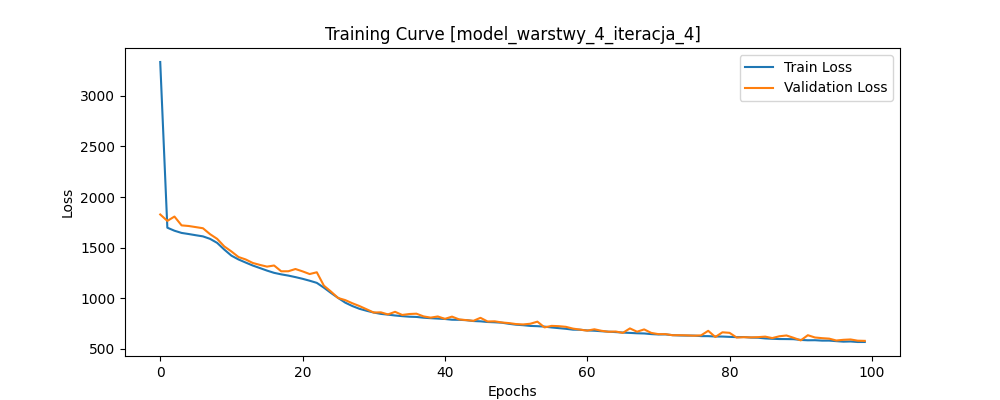 Training Curve [model_warstwy_4_iteracja_4]
Train Loss
Validation Loss
3000
2500
2000
1500
1000
500
Loss
0
20
40
60
80
100
Epochs